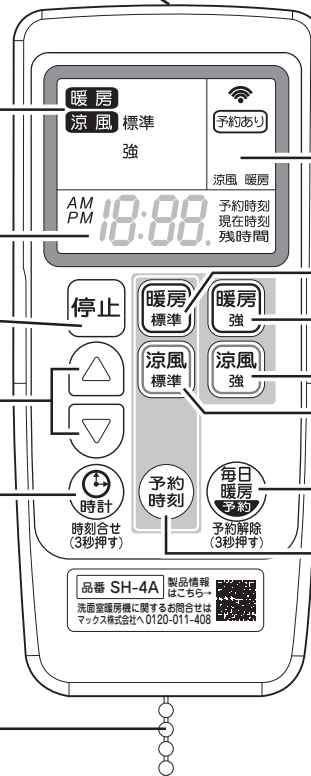 暖房
涼風 標準
強
予約あり
涼風 暖房
AM
PM
18:88.
予約時刻
現在時刻
残時間
停止
暖房
標準
暖房
強
涼風
標準
涼風
強
時計
時刻合せ
(3秒押す)
予約
時刻
毎日
暖房
予約
予約解除
(3秒押す)
品番 SH-4A
製品情報
はこちら→
洗面室暖房機に関するお問合せは
マックス株式会社へ 0120-011-408